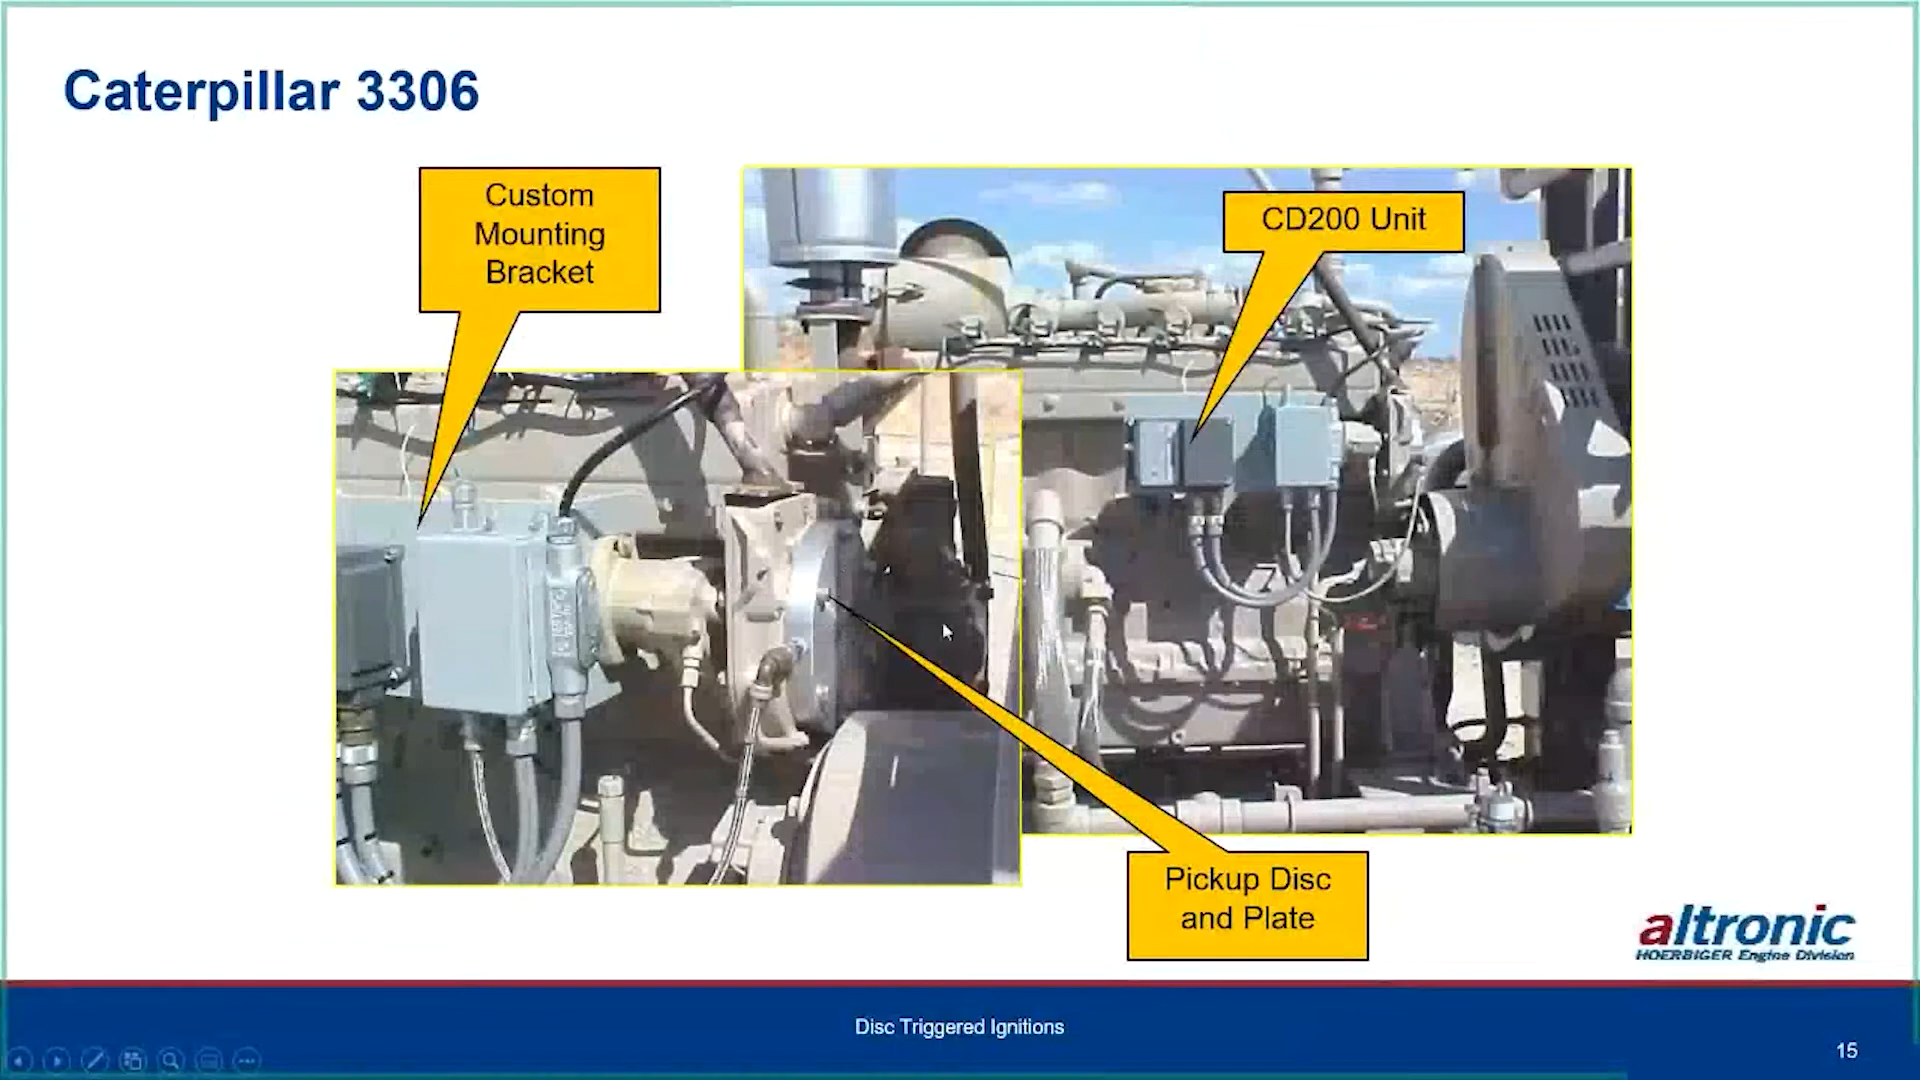 Caterpillar 3306
Custom
Mounting
Bracket
CD200 Unit
Pickup Disc
and Plate
altronic
HOERBIGER Engine Division
Disc Triggered Ignitions
15